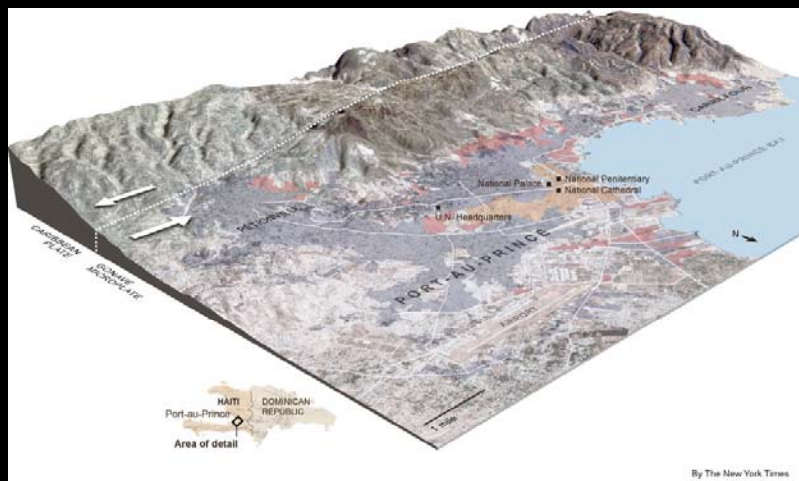 CARREFOUR
PORT-AU-PRINCE BAY
National Palace
National Penitentiary
National Cathedral
U.N. Headquarters
PETIONVILLE
PORT-AU-PRINCE
AIRPORT
N
CARIBBEAN
PLATE
GONAVE
MICROPLATE
1 mile
HAITI
DOMINICAN
REPUBLIC
Port-au-Prince
Area of detail
By The New York Times